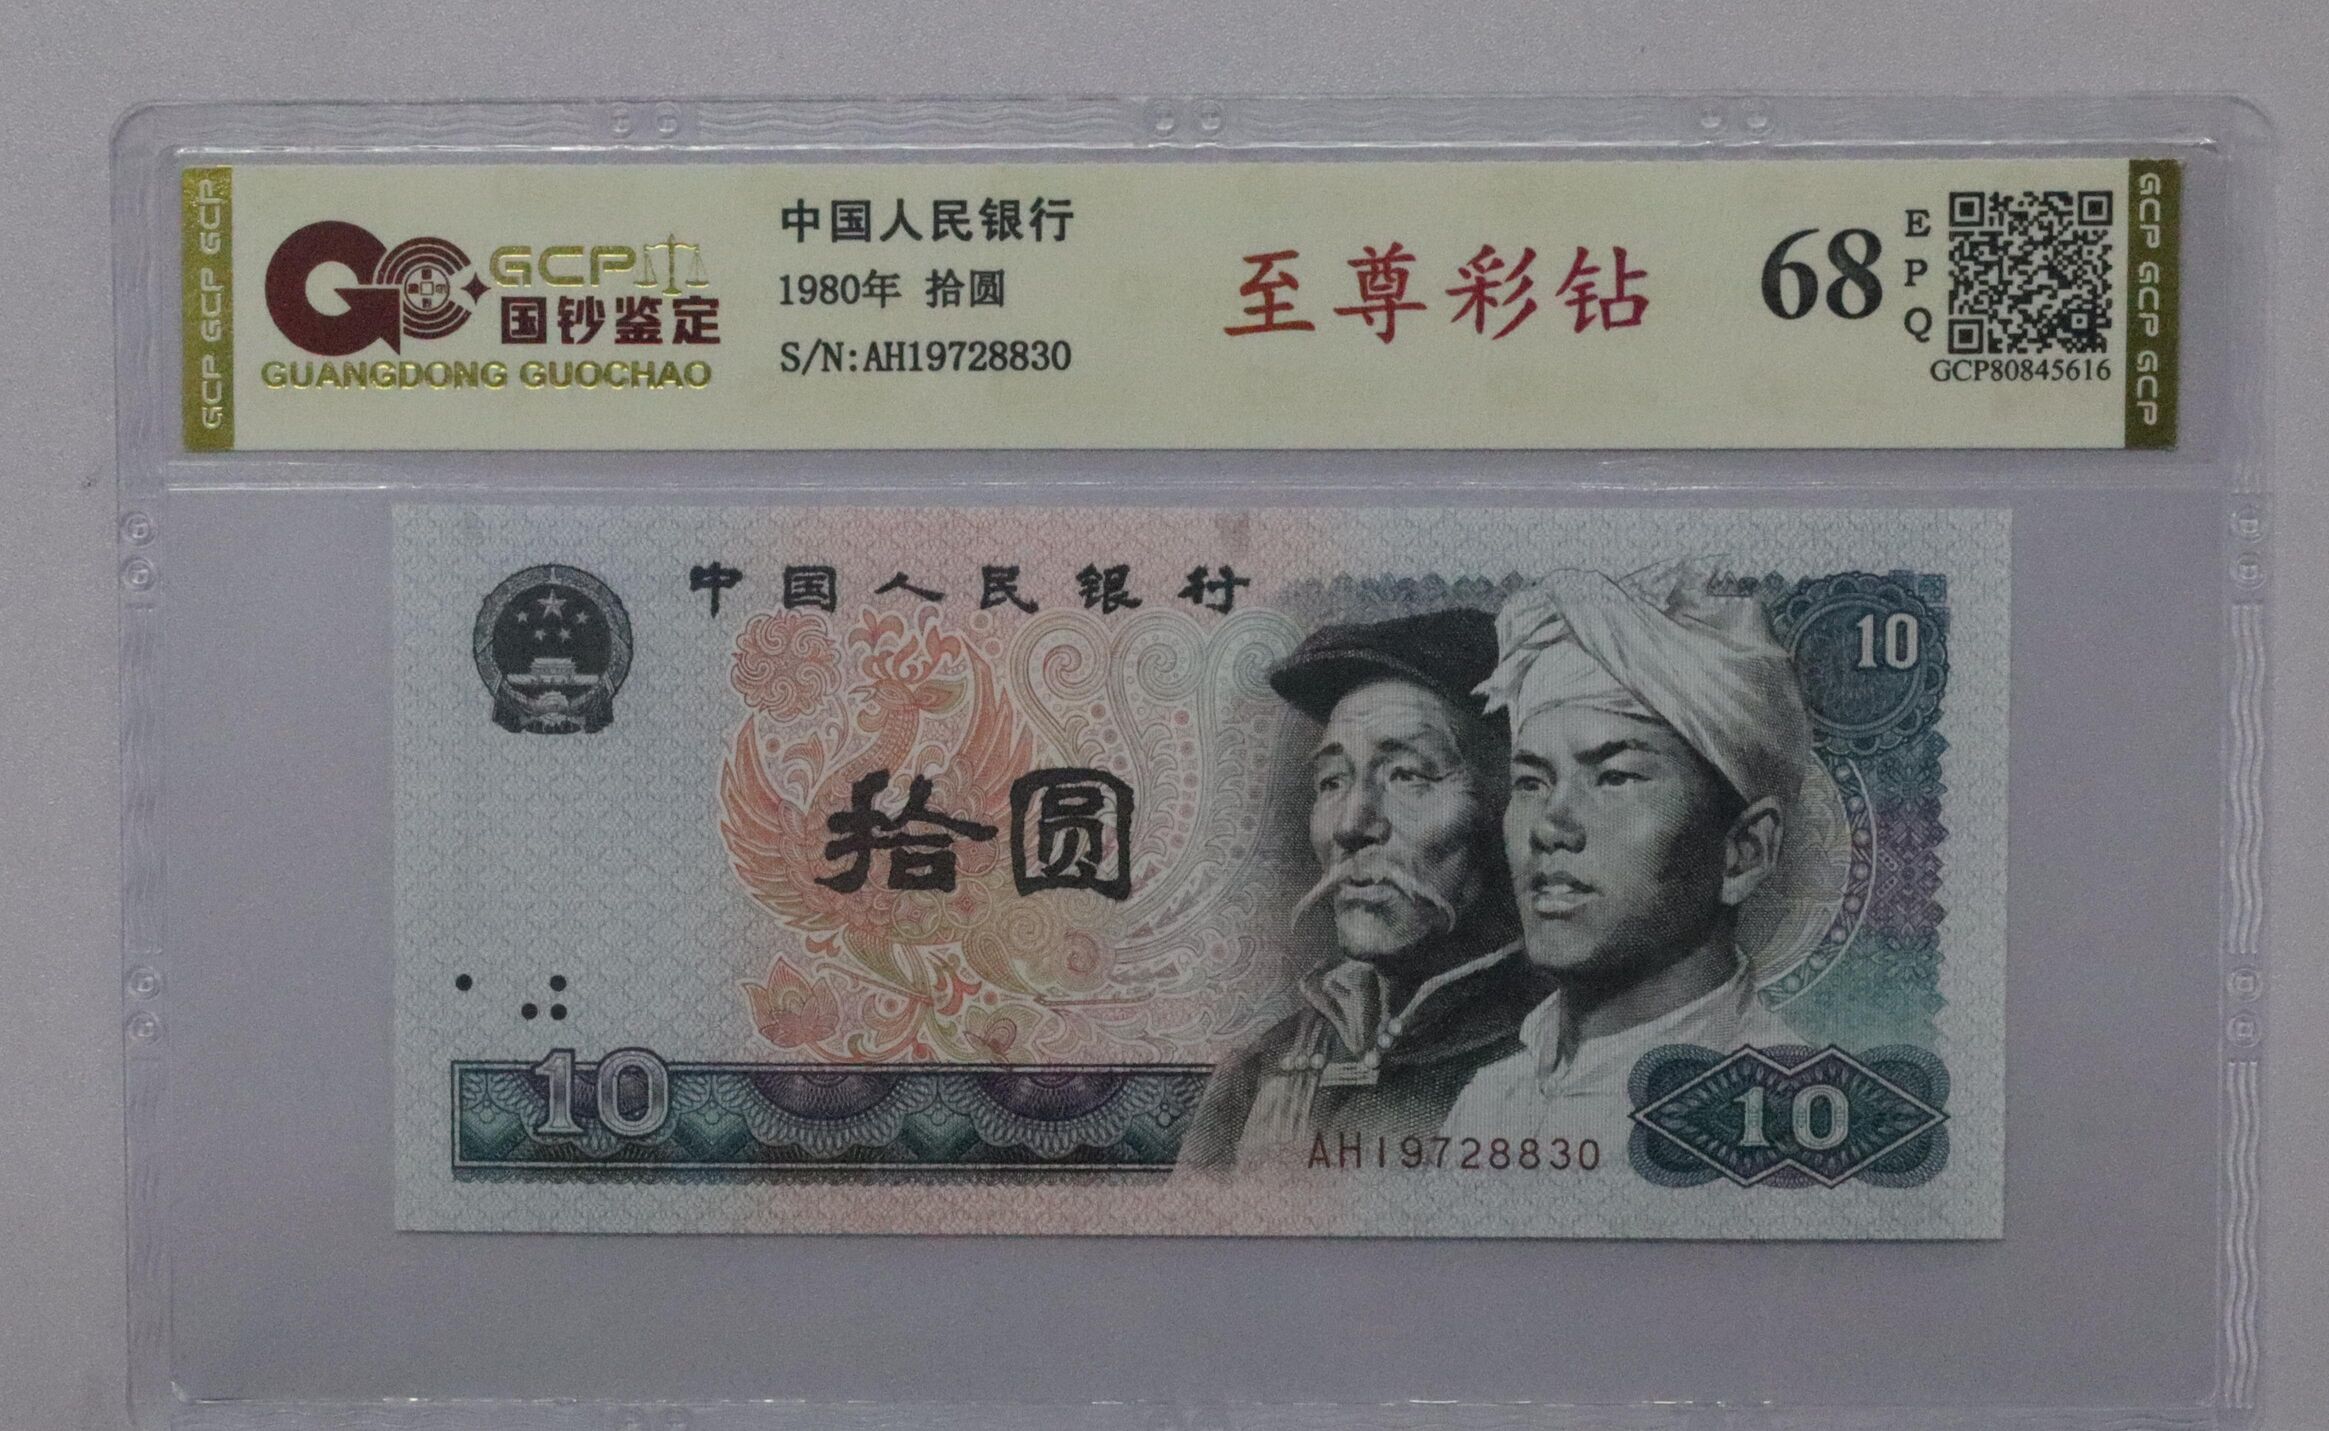 GCP GCP GCP
GCP
国钞鉴定
GUANGDONG GUOCHAO
中国人民银行
1980年 拾圆
S/N:AH19728830
至尊彩钻
68
EPQ
GCP80845616
GCP GCP GCP
中国人民银行
10
拾圆
10
AH19728830
10